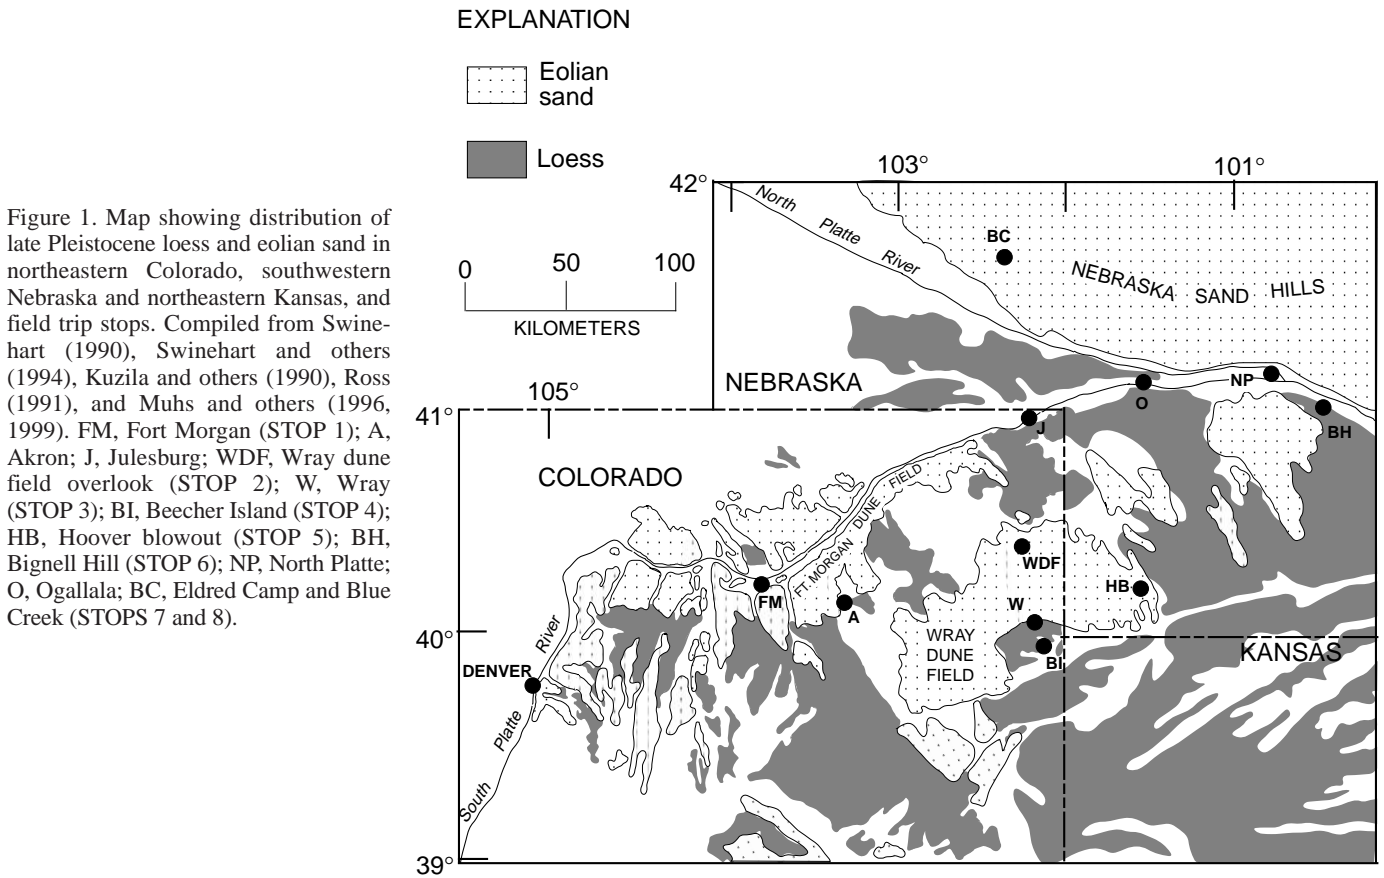 EXPLANATION
Eolian
sand
Loess
Figure 1. Map showing distribution of
late Pleistocene loess and eolian sand in
northeastern Colorado, southwestern
Nebraska and northeastern Kansas, and
field trip stops. Compiled from Swine-
hart (1990), Swinehart and others
(1994), Kuzila and others (1990), Ross
(1991), and Muhs and others (1996,
1999). FM, Fort Morgan (STOP 1); A,
Akron; J, Julesburg; WDF, Wray dune
field overlook (STOP 2); W, Wray
(STOP 3); BI, Beecher Island (STOP 4);
HB, Hoover blowout (STOP 5); BH,
Bignell Hill (STOP 6); NP, North Platte;
O, Ogallala; BC, Eldred Camp and Blue
Creek (STOPS 7 and 8).
0 50 100
KILOMETERS
103° 101°
42°
North Platte River
BC
NEBRASKA SAND HILLS
NEBRASKA
NP
O
BH
105°
41°
J
COLORADO
FT. MORGAN DUNE FIELD
WDF
HB
FM
A
W
40°
BI
WRAY
DUNE
FIELD
KANSAS
DENVER
South Platte River
39°